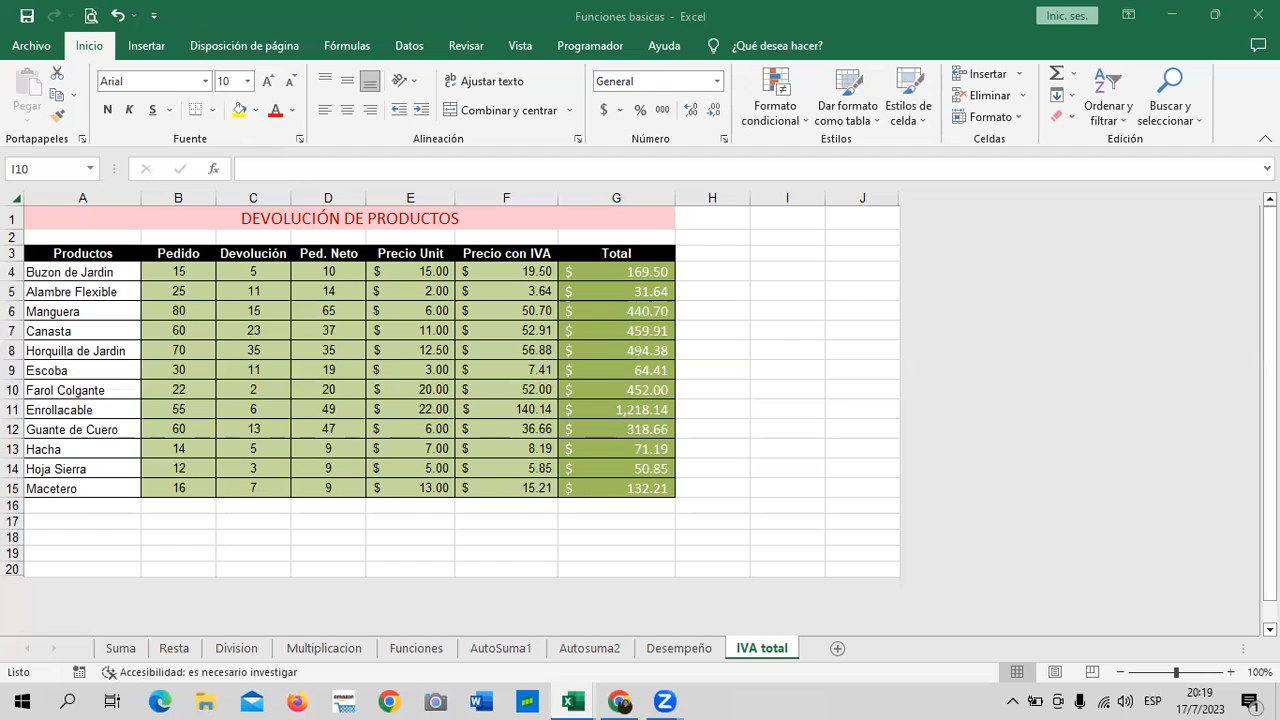 Funciones basicas - Excel
Inic. ses.
Archivo Inicio Insertar Disposición de página Fórmulas Datos Revisar Vista Programador Ayuda ¿Qué desea hacer?
Pegar
Portapapeles
Arial 10
N K S
Fuente
Ajustar texto
Combinar y centrar
Alineación
General
$ % 000
Número
Formato condicional
Dar formato como tabla
Estilos de celda
Estilos
Insertar
Eliminar
Formato
Celdas
Ordenar y filtrar
Buscar y seleccionar
Edición
I10 fx
A B C D E F G H I J
1 DEVOLUCIÓN DE PRODUCTOS
2
3 Productos Pedido Devolución Ped. Neto Precio Unit Precio con IVA Total
4 Buzon de Jardin 15 5 10 $ 15.00 $ 19.50 $ 169.50
5 Alambre Flexible 25 11 14 $ 2.00 $ 3.64 $ 31.64
6 Manguera 80 15 65 $ 6.00 $ 50.70 $ 440.70
7 Canasta 60 23 37 $ 11.00 $ 52.91 $ 459.91
8 Horquilla de Jardin 70 35 35 $ 12.50 $ 56.88 $ 494.38
9 Escoba 30 11 19 $ 3.00 $ 7.41 $ 64.41
10 Farol Colgante 22 2 20 $ 20.00 $ 52.00 $ 452.00
11 Enrollacable 55 6 49 $ 22.00 $ 140.14 $ 1,218.14
12 Guante de Cuero 60 13 47 $ 6.00 $ 36.66 $ 318.66
13 Hacha 14 5 9 $ 7.00 $ 8.19 $ 71.19
14 Hoja Sierra 12 3 9 $ 5.00 $ 5.85 $ 50.85
15 Macetero 16 7 9 $ 13.00 $ 15.21 $ 132.21
16
17
18
19
20
Suma Resta Division Multiplicacion Funciones AutoSuma1 Autosuma2 Desempeño IVA total
Listo Accesibilidad: es necesario investigar 100%
ESP
20:19
17/7/2023